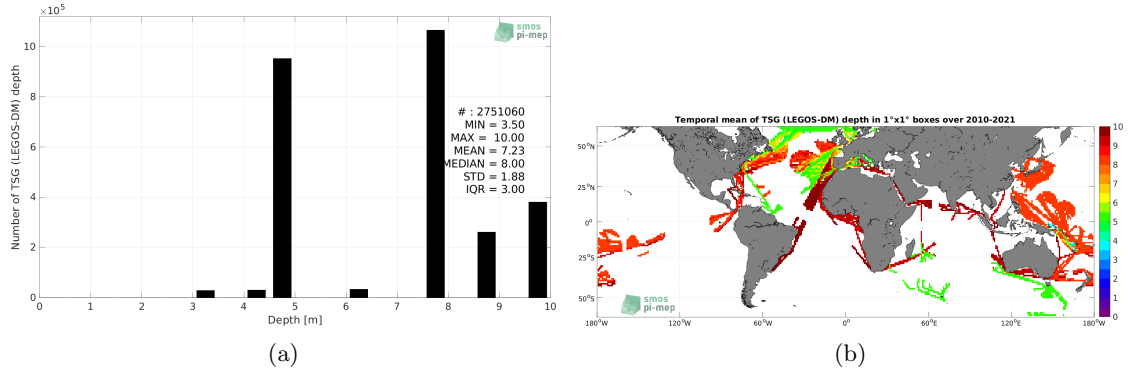 ×10⁵
10
8
6
4
2
0
Number of TSG (LEGOS-DM) depth
smos
pi-mep
# : 2751060
MIN = 3.50
MAX = 10.00
MEAN = 7.23
MEDIAN = 8.00
STD = 1.88
IQR = 3.00
0 1 2 3 4 5 6 7 8 9 10
Depth [m]
(a)
Temporal mean of TSG (LEGOS-DM) depth in 1°x1° boxes over 2010-2021
50°N
25°N
0°
25°S
50°S
180°W 120°W 60°W 0° 60°E 120°E 180°W
smos
pi-mep
10
9
8
7
6
5
4
3
2
1
0
(b)